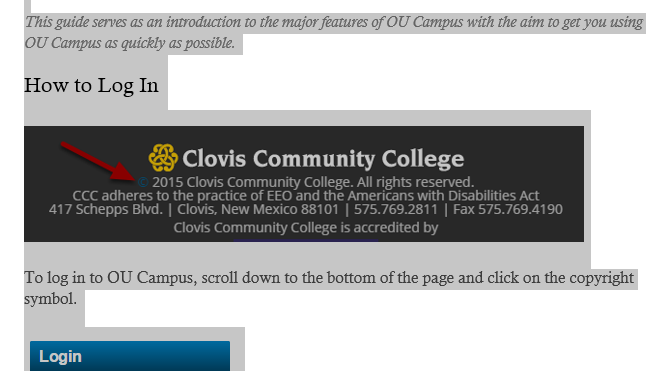 This guide serves as an introduction to the major features of OU Campus with the aim to get you using
OU Campus as quickly as possible.
How to Log In
Clovis Community College
© 2015 Clovis Community College. All rights reserved.
CCC adheres to the practice of EEO and the Americans with Disabilities Act
417 Schepps Blvd. | Clovis, New Mexico 88101 | 575.769.2811 | Fax 575.769.4190
Clovis Community College is accredited by
To log in to OU Campus, scroll down to the bottom of the page and click on the copyright
symbol.
Login